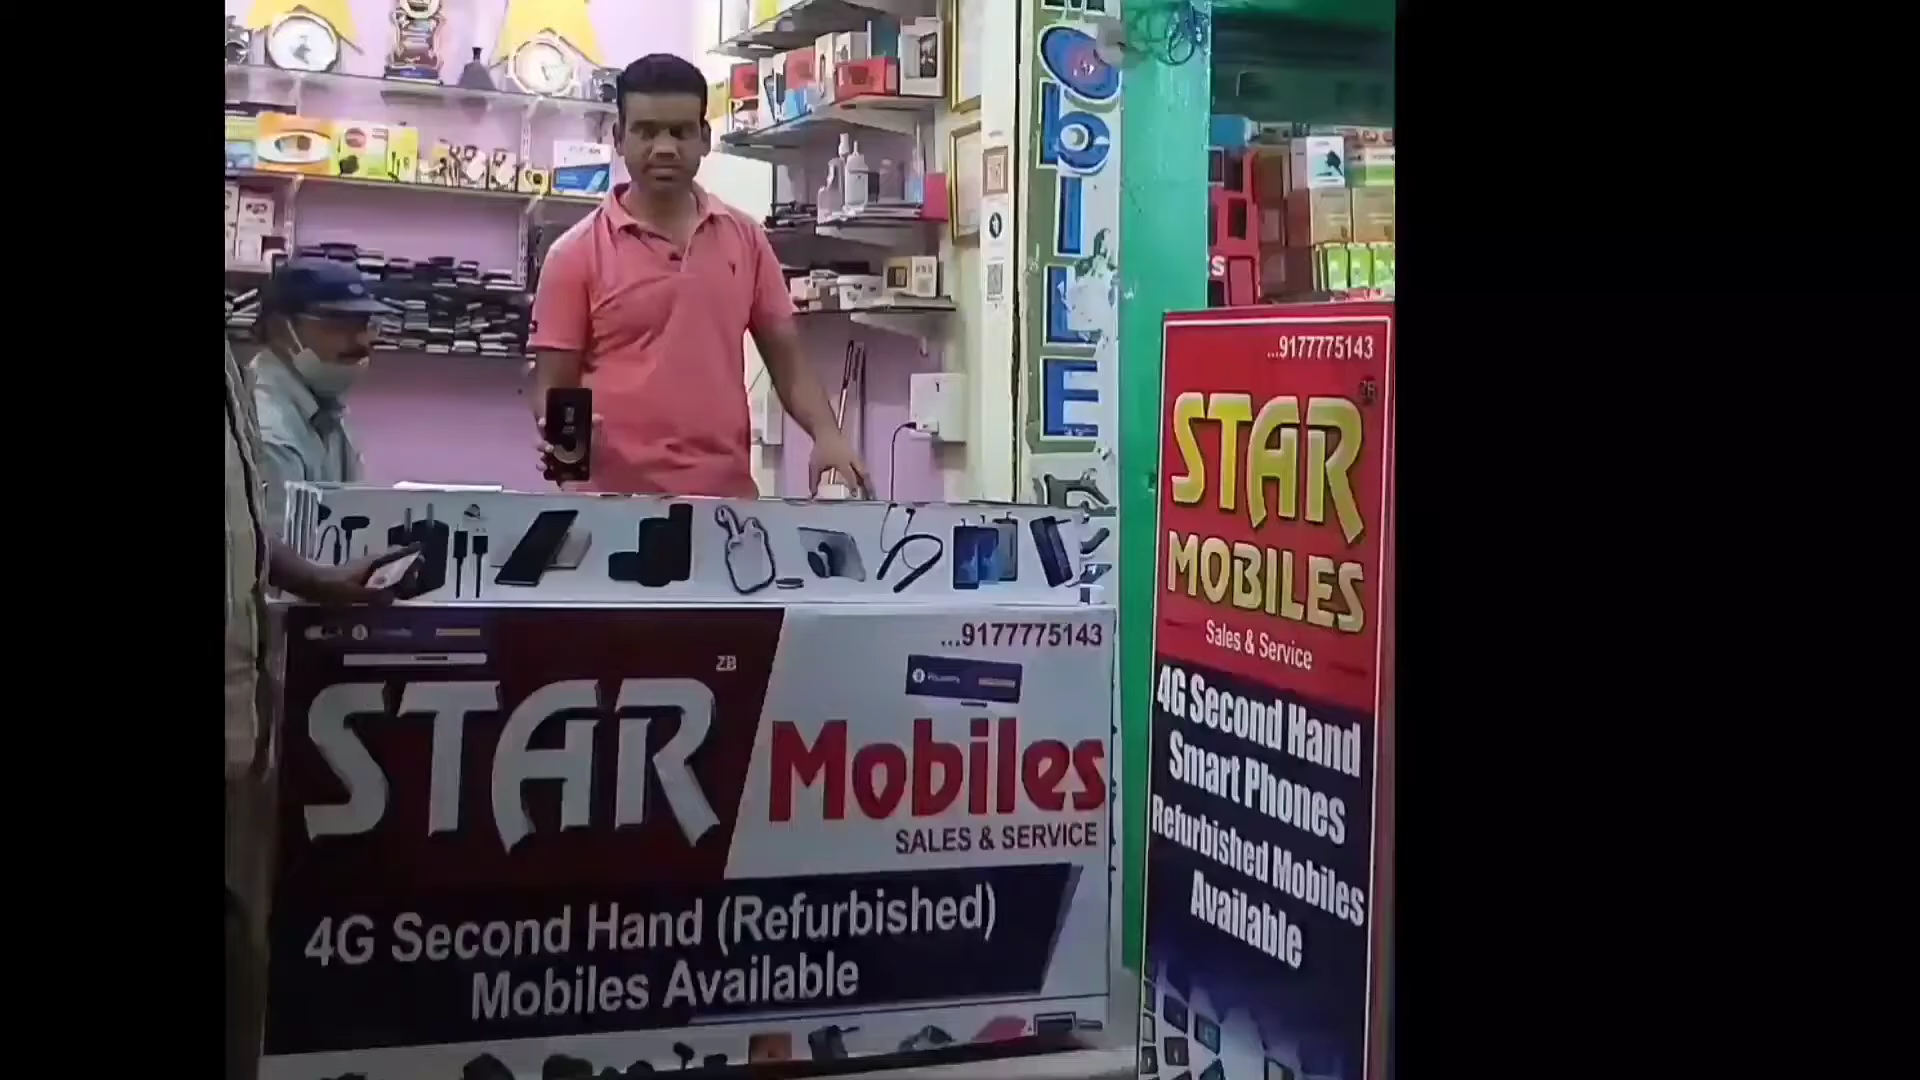 MOBILE
...9177775143
STAR
MOBILES
Sales & Service
4G Second Hand
Smart Phones
Refurbished Mobiles
Available
...9177775143
ZB
STAR
Mobiles
SALES & SERVICE
4G Second Hand (Refurbished)
Mobiles Available